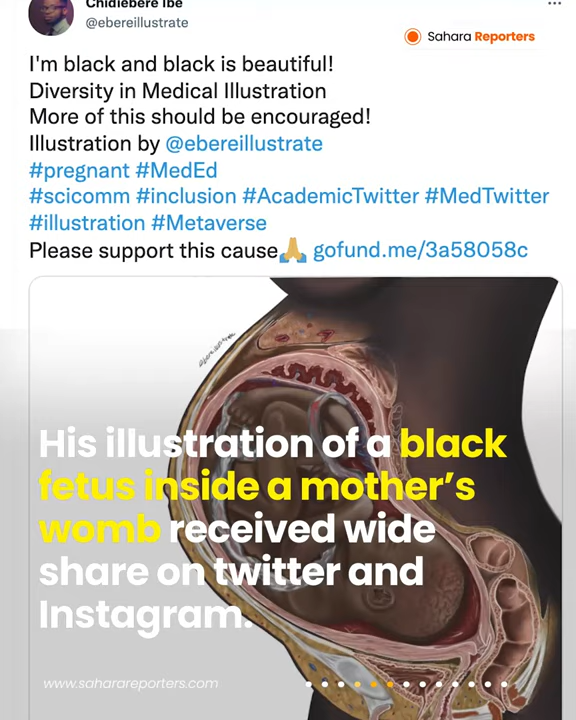 Chidiebere Ibe
@ebereillustrate
Sahara Reporters
I'm black and black is beautiful!
Diversity in Medical Illustration
More of this should be encouraged!
Illustration by @ebereillustrate
#pregnant #MedEd
#scicomm #inclusion #AcademicTwitter #MedTwitter
#illustration #Metaverse
Please support this cause🙏🏼 gofund.me/3a58058c
His illustration of a black
fetus inside a mother's
womb received wide
share on twitter and
Instagram.
www.saharareporters.com